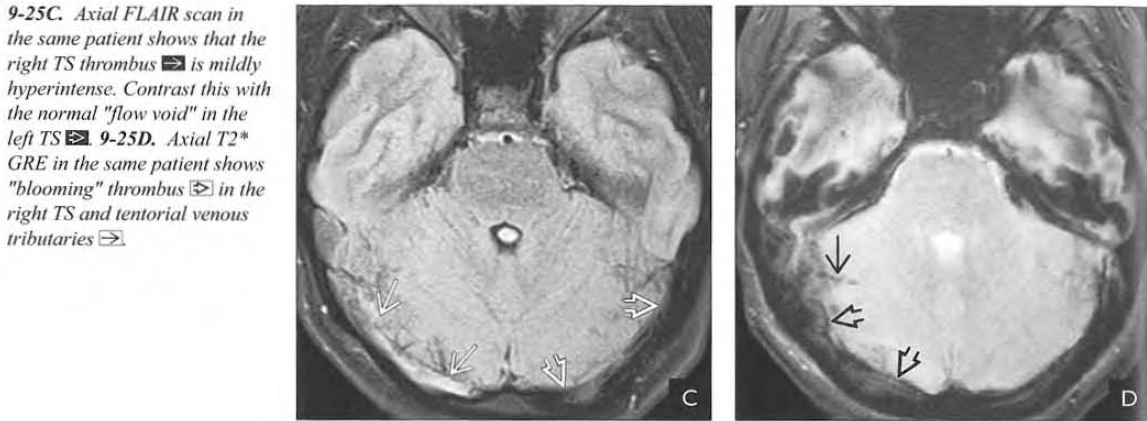 9-25C. Axial FLAIR scan in
the same patient shows that the
right TS thrombus is mildly
hyperintense. Contrast this with
the normal "flow void" in the
left TS. 9-25D. Axial T2*
GRE in the same patient shows
"blooming" thrombus in the
right TS and tentorial venous
tributaries.
C
D